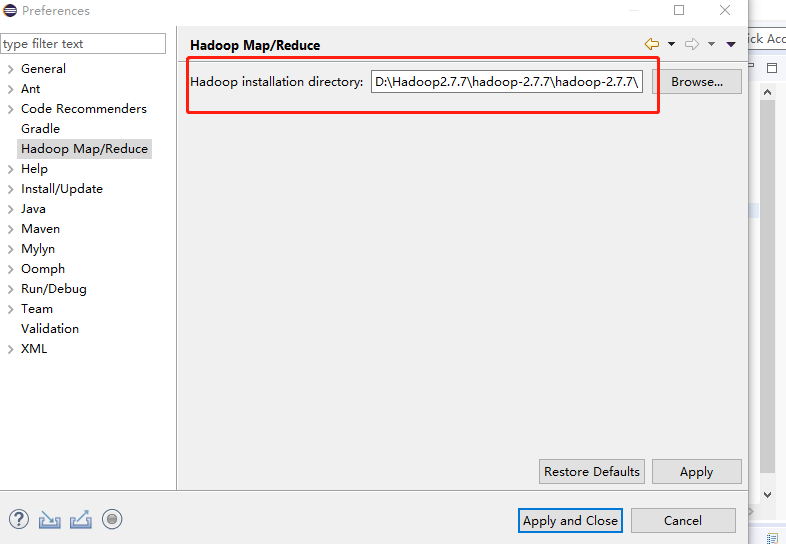 Preferences
type filter text
General
Ant
Code Recommenders
Gradle
Hadoop Map/Reduce
Help
Install/Update
Java
Maven
Mylyn
Oomph
Run/Debug
Team
Validation
XML
Hadoop Map/Reduce
Hadoop installation directory: D:\Hadoop2.7.7\hadoop-2.7.7\hadoop-2.7.7\ Browse...
Restore Defaults Apply
Apply and Close Cancel